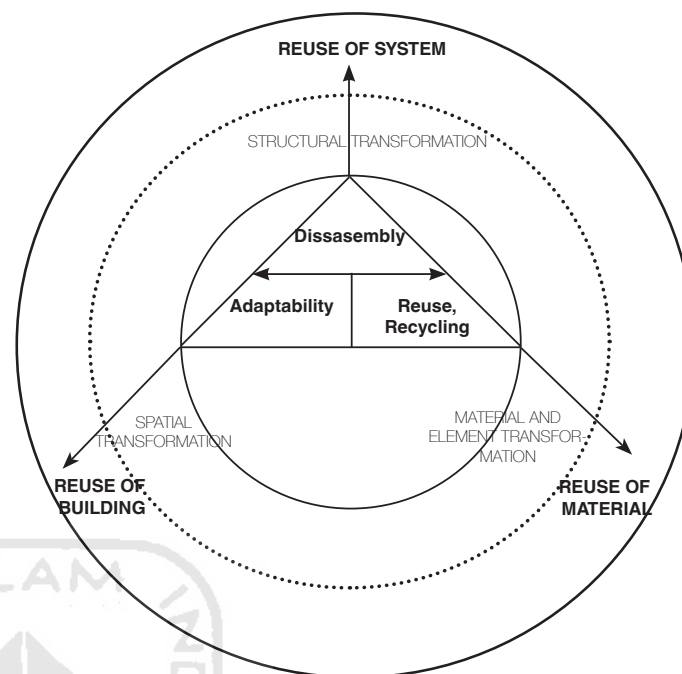 REUSE OF SYSTEM
STRUCTURAL TRANSFORMATION
Dissasembly
Adaptability
Reuse,
Recycling
SPATIAL
TRANSFORMATION
MATERIAL AND
ELEMENT TRANSFOR-
MATION
REUSE OF
BUILDING
REUSE OF
MATERIAL